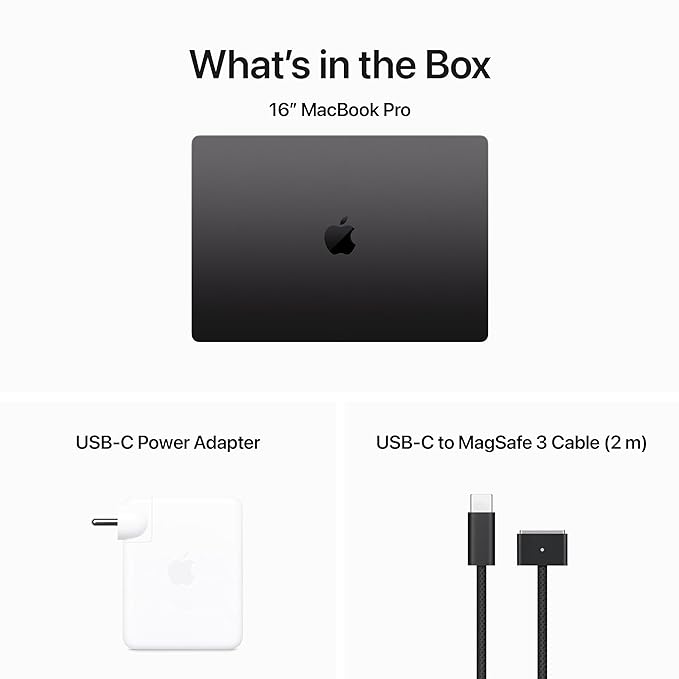 What’s in the Box
16” MacBook Pro
USB-C Power Adapter
USB-C to MagSafe 3 Cable (2 m)